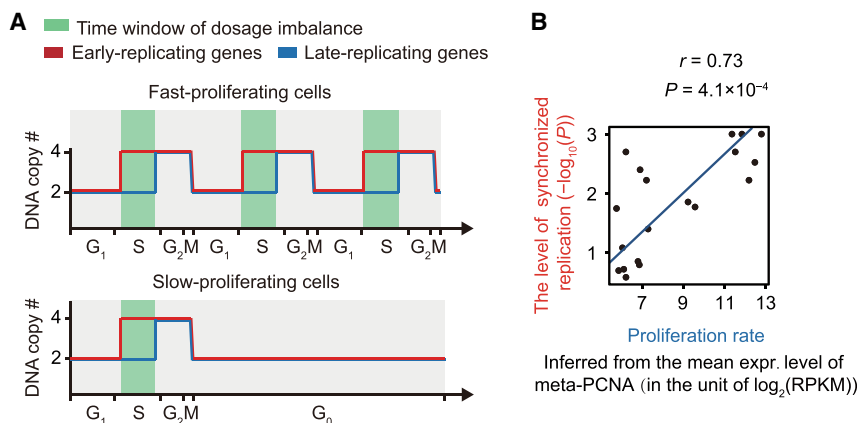 A
Time window of dosage imbalance
Early-replicating genes
Late-replicating genes
Fast-proliferating cells
DNA copy #
4
2
G1 S G2M G1 S G2M G1 S G2M
Slow-proliferating cells
DNA copy #
4
2
G1 S G2M G0
B
r = 0.73
P = 4.1×10⁻⁴
The level of synchronized
replication (−log10(P))
3
2
1
7 9 11 13
Proliferation rate
Inferred from the mean expr. level of
meta-PCNA (in the unit of log2(RPKM))